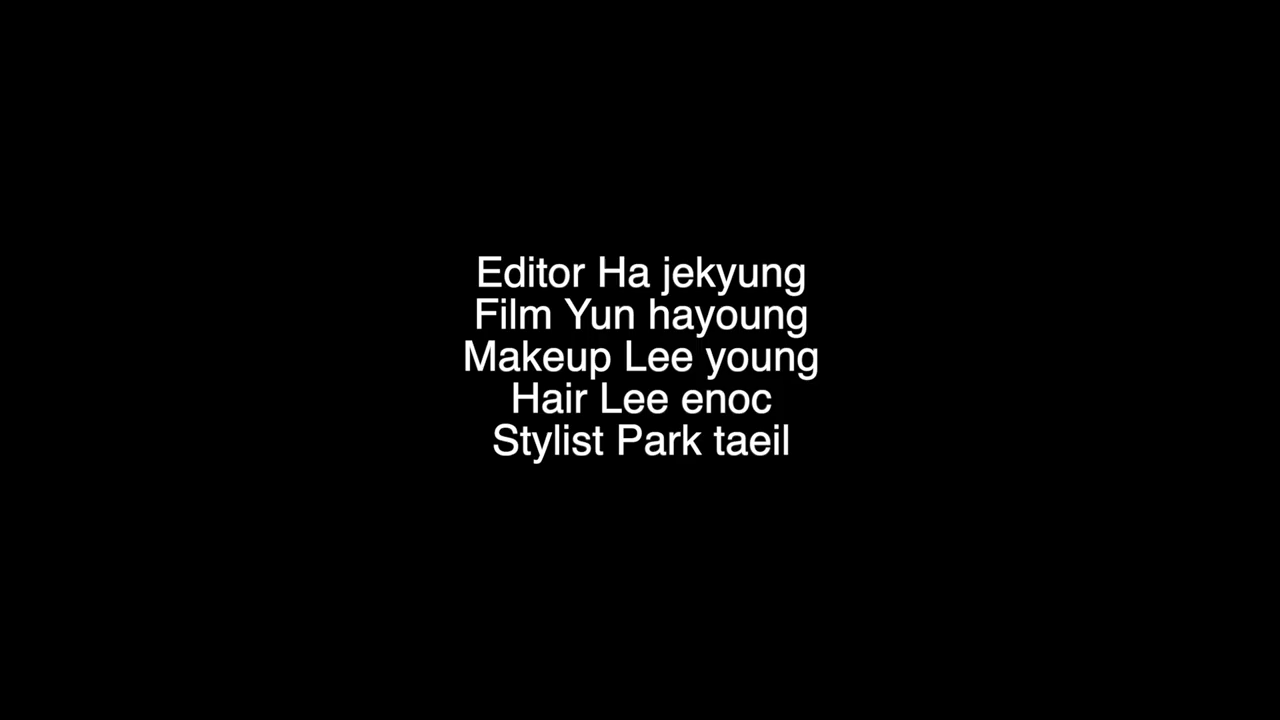 Editor Ha jekyung
Film Yun hayoung
Makeup Lee young
Hair Lee enoc
Stylist Park taeil